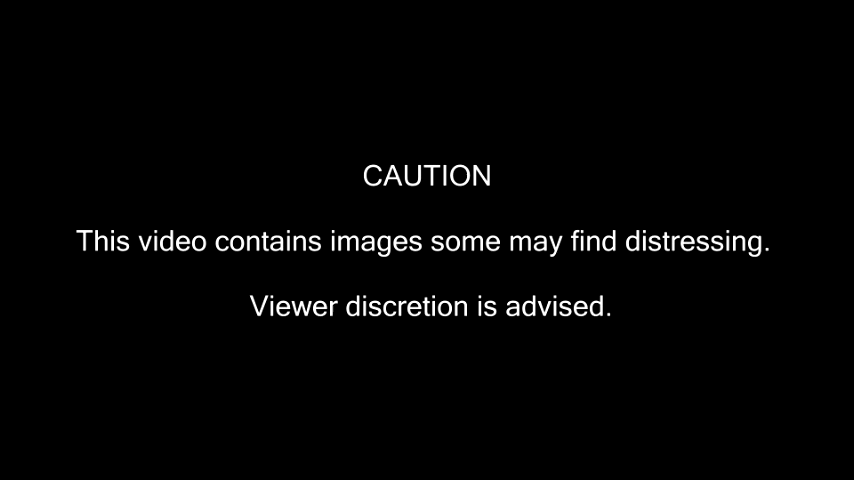 CAUTION
This video contains images some may find distressing.
Viewer discretion is advised.